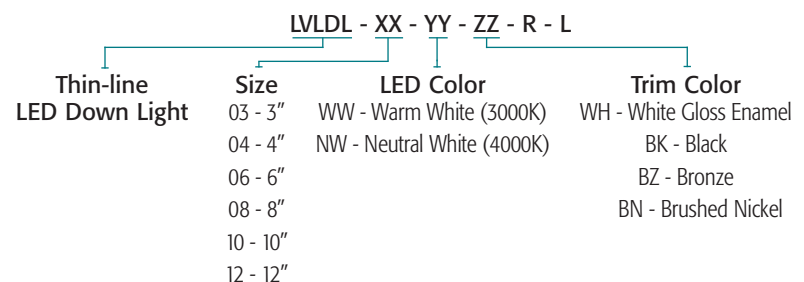 LVLDL - XX - YY - ZZ - R - L
Thin-line
LED Down Light
Size
03 - 3″
04 - 4″
06 - 6″
08 - 8″
10 - 10″
12 - 12″
LED Color
WW - Warm White (3000K)
NW - Neutral White (4000K)
Trim Color
WH - White Gloss Enamel
BK - Black
BZ - Bronze
BN - Brushed Nickel